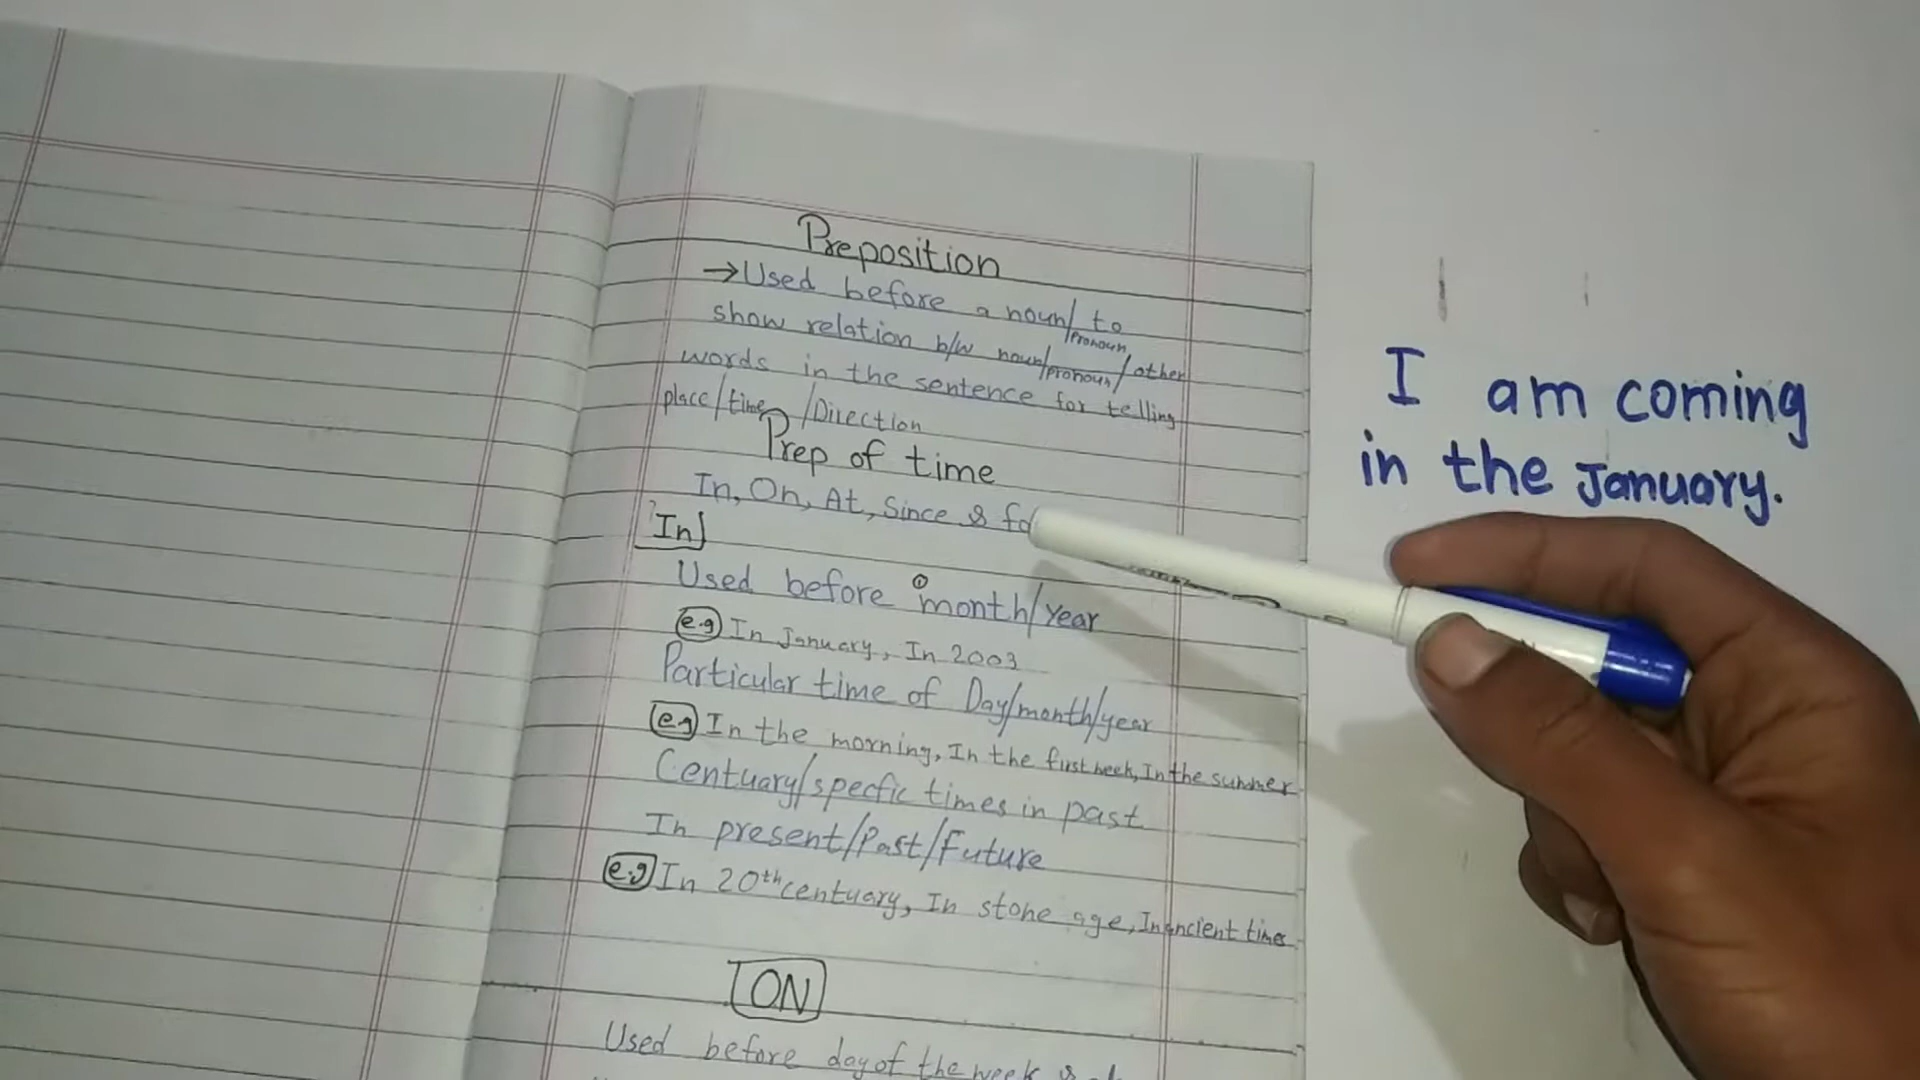 Preposition
→ Used before a noun/pronoun to
show relation b/w noun/pronoun/other
words in the sentence for telling
place/time/Direction
Prep of time
In, On, At, Since & fo
In
Used before ① month/year
e.g In January, In 2003
Particular time of Day/month/year
e.g In the morning, In the first week, In the summer
Centuary/specfic times in past
In present/Past/Future
e.g In 20th centuary, In stone age, In ancient times
ON
Used before day of the week &
I am coming
in the January.